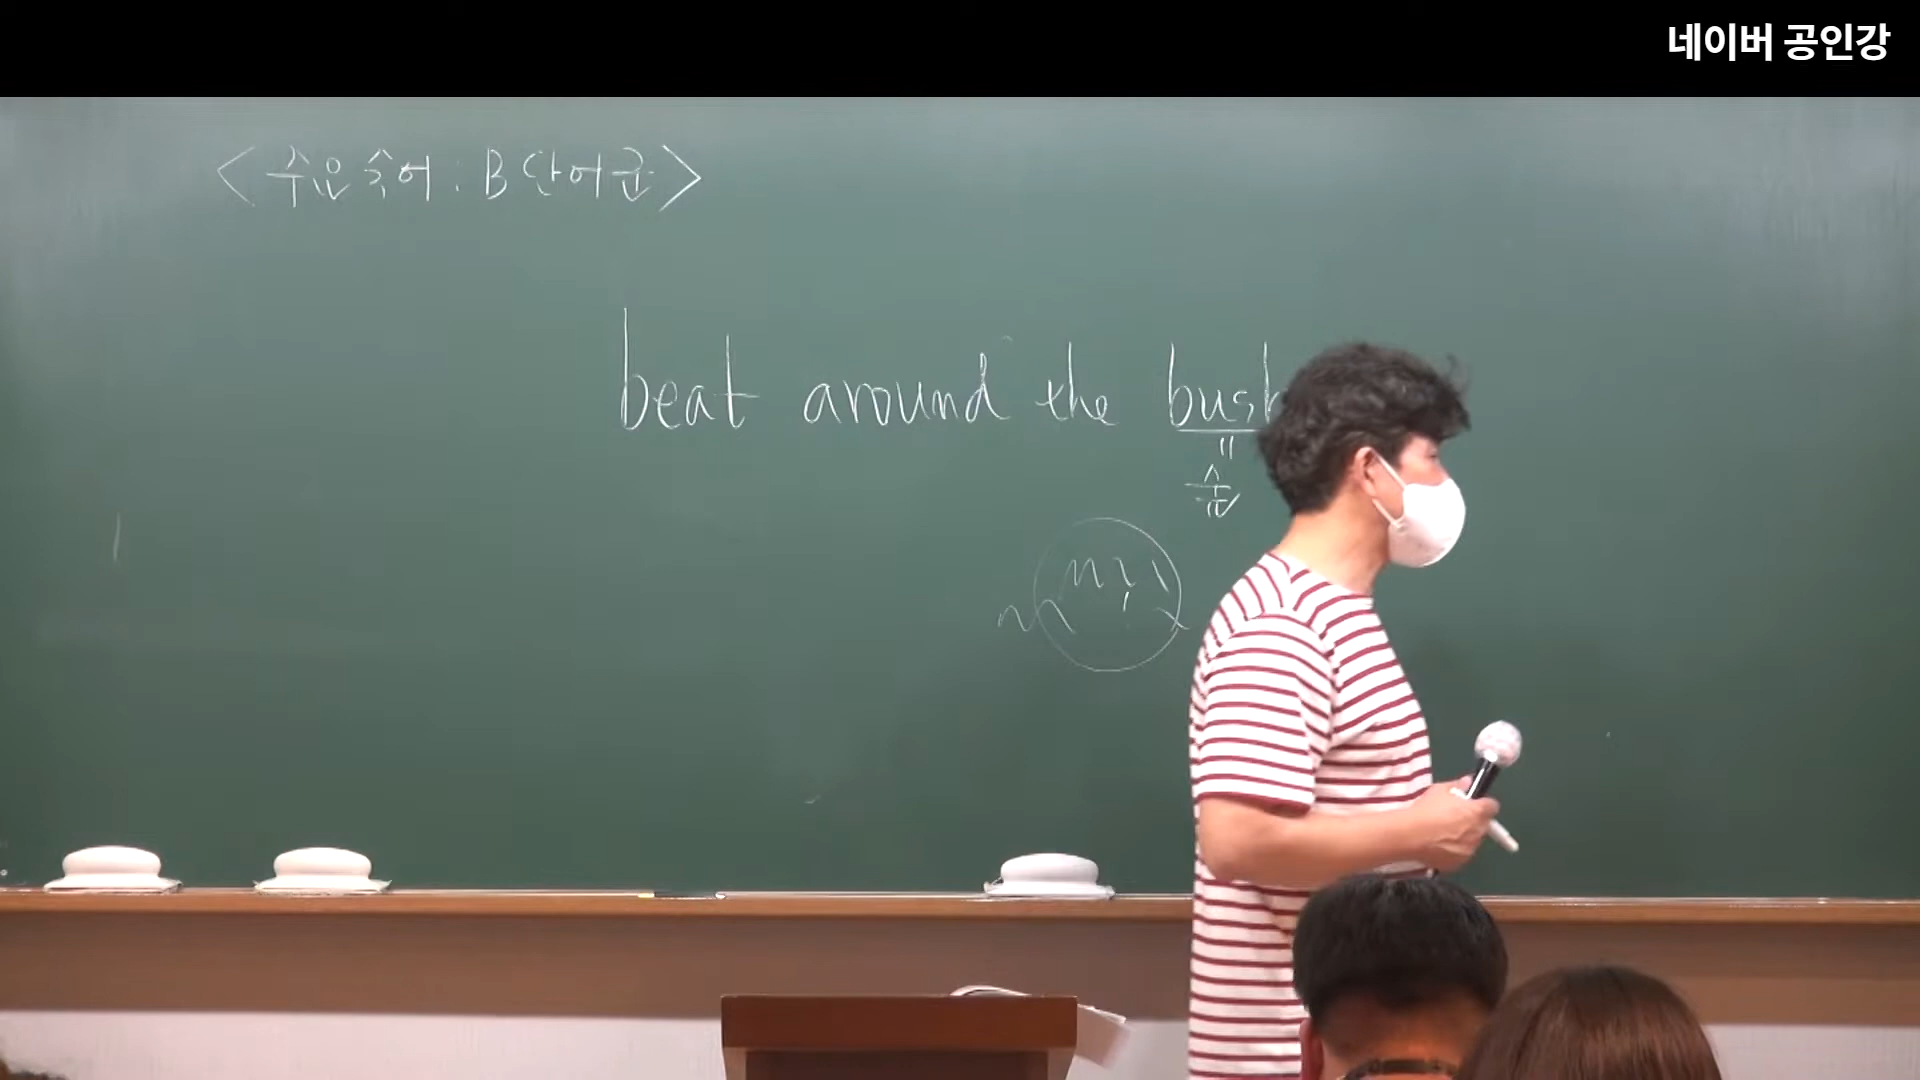 네이버 공인강
<주요 숙어 : B 단어군>
beat around the bush
"
숲